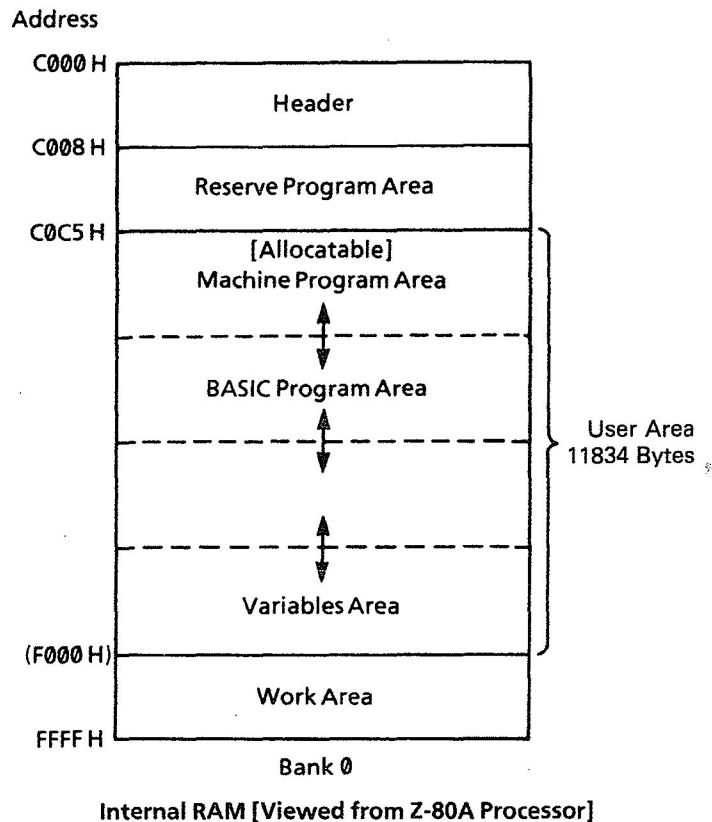 Address
C000 H
Header
C008 H
Reserve Program Area
C0C5 H
[Allocatable]
Machine Program Area
BASIC Program Area
User Area
11834 Bytes
Variables Area
(F000 H)
Work Area
FFFF H
Bank 0
Internal RAM [Viewed from Z-80A Processor]